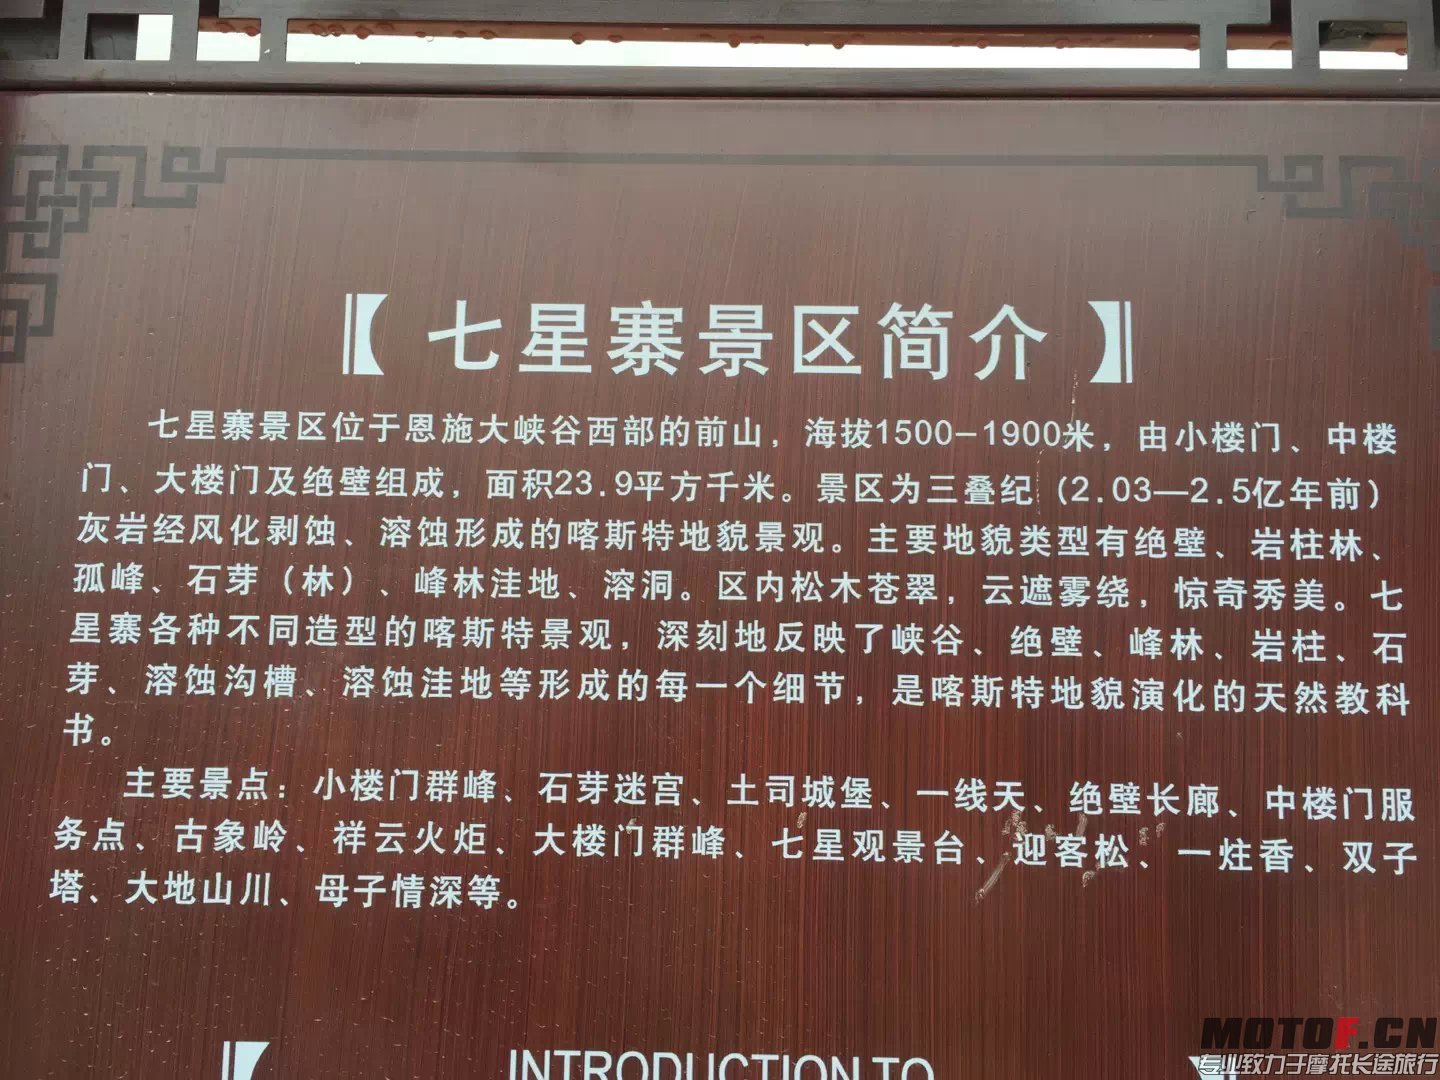 【七星寨景区简介】
七星寨景区位于恩施大峡谷西部的前山，海拔1500-1900米，由小楼门、中楼
门、大楼门及绝壁组成，面积23.9平方千米。景区为三叠纪（2.03—2.5亿年前）
灰岩经风化剥蚀、溶蚀形成的喀斯特地貌景观。主要地貌类型有绝壁、岩柱林、
孤峰、石芽（林）、峰林洼地、溶洞。区内松木苍翠，云遮雾绕，惊奇秀美。七
星寨各种不同造型的喀斯特景观，深刻地反映了峡谷、绝壁、峰林、岩柱、石
芽、溶蚀沟槽、溶蚀洼地等形成的每一个细节，是喀斯特地貌演化的天然教科
书。
主要景点：小楼门群峰、石芽迷宫、土司城堡、一线天、绝壁长廊、中楼门服
务点、古象岭、祥云火炬、大楼门群峰、七星观景台、迎客松、一炷香、双子
塔、大地山川、母子情深等。
INTRODUCTION TO
MOTOF.CN
专业致力于摩托长途旅行